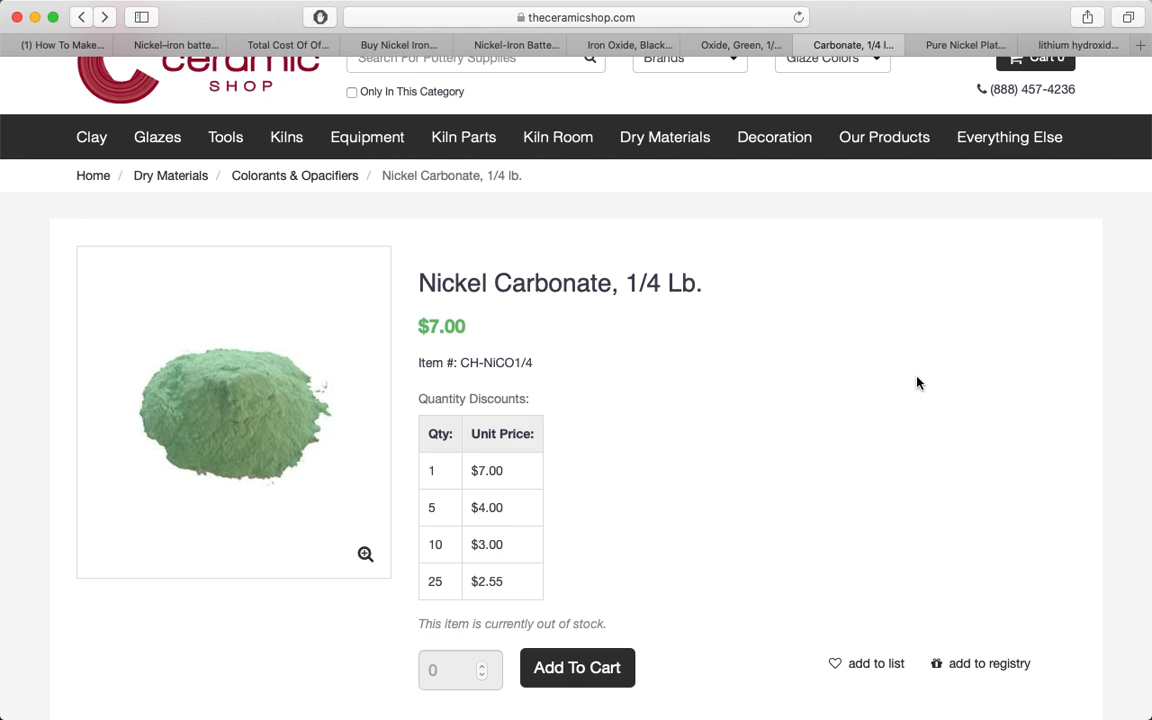 theceramicshop.com
(1) How To Make...
Nickel–iron batte...
Total Cost Of Of...
Buy Nickel Iron...
Nickel-Iron Batte...
Iron Oxide, Black...
Oxide, Green, 1/...
Carbonate, 1/4 l...
Pure Nickel Plat...
lithium hydroxid...
ceramic
SHOP
Search For Pottery Supplies
Brands
Glaze Colors
Cart 0
Only In This Category
(888) 457-4236
Clay Glazes Tools Kilns Equipment Kiln Parts Kiln Room Dry Materials Decoration Our Products Everything Else
Home / Dry Materials / Colorants & Opacifiers / Nickel Carbonate, 1/4 lb.
Nickel Carbonate, 1/4 Lb.
$7.00
Item #: CH-NiCO1/4
Quantity Discounts:
Qty: Unit Price:
1 $7.00
5 $4.00
10 $3.00
25 $2.55
This item is currently out of stock.
0 Add To Cart
add to list
add to registry